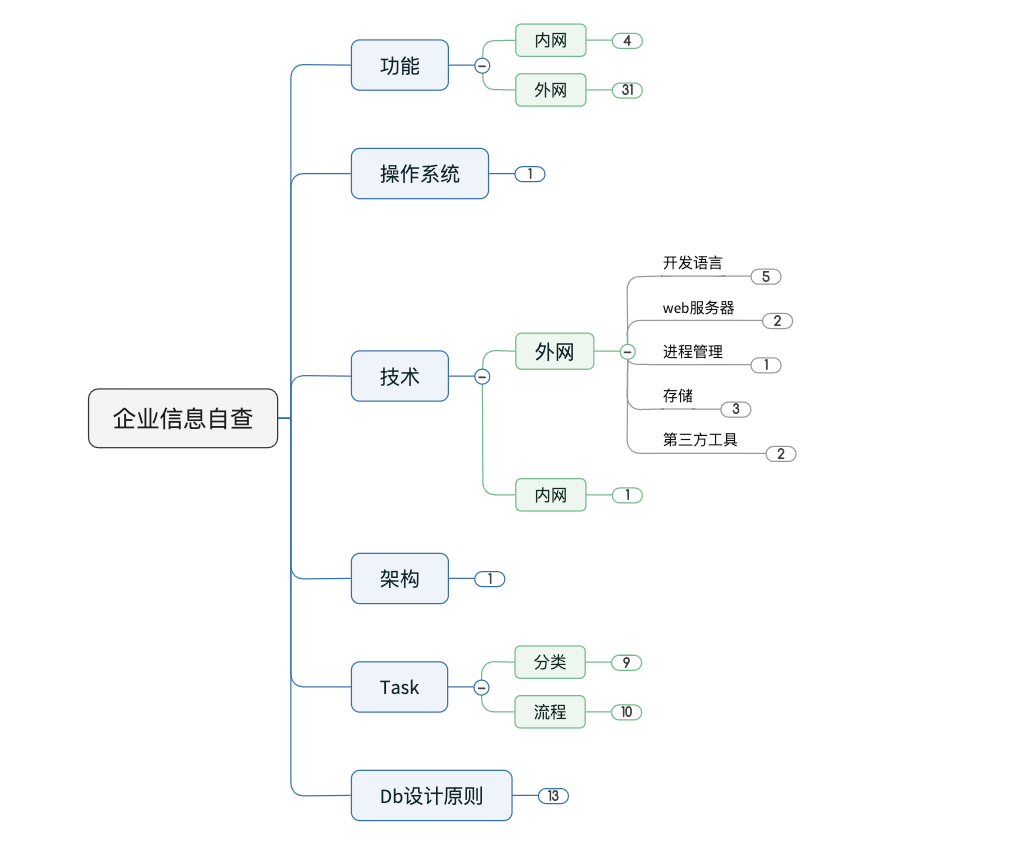 功能
内网
4
外网
31
操作系统
1
企业信息自查
技术
外网
开发语言
5
web服务器
2
进程管理
1
存储
3
第三方工具
2
内网
1
架构
1
Task
分类
9
流程
10
Db设计原则
13